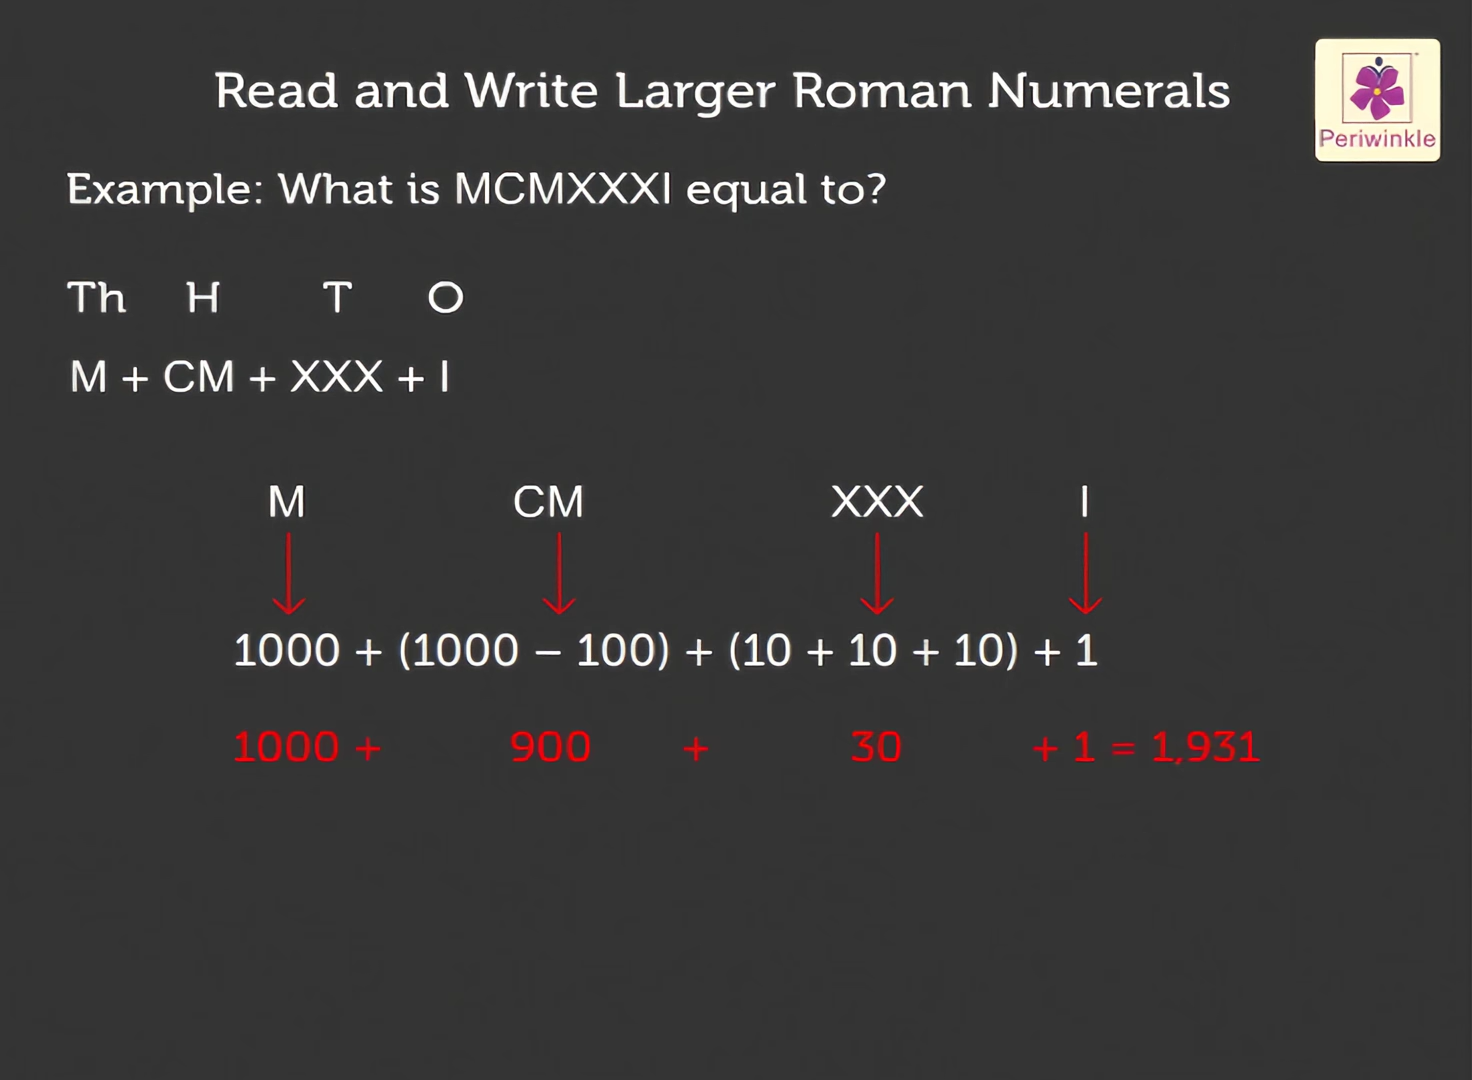 Read and Write Larger Roman Numerals
Periwinkle
Example: What is MCMXXXI equal to?
Th H T O
M + CM + XXX + I
M CM XXX I
1000 + (1000 – 100) + (10 + 10 + 10) + 1
1000 + 900 + 30 + 1 = 1,931